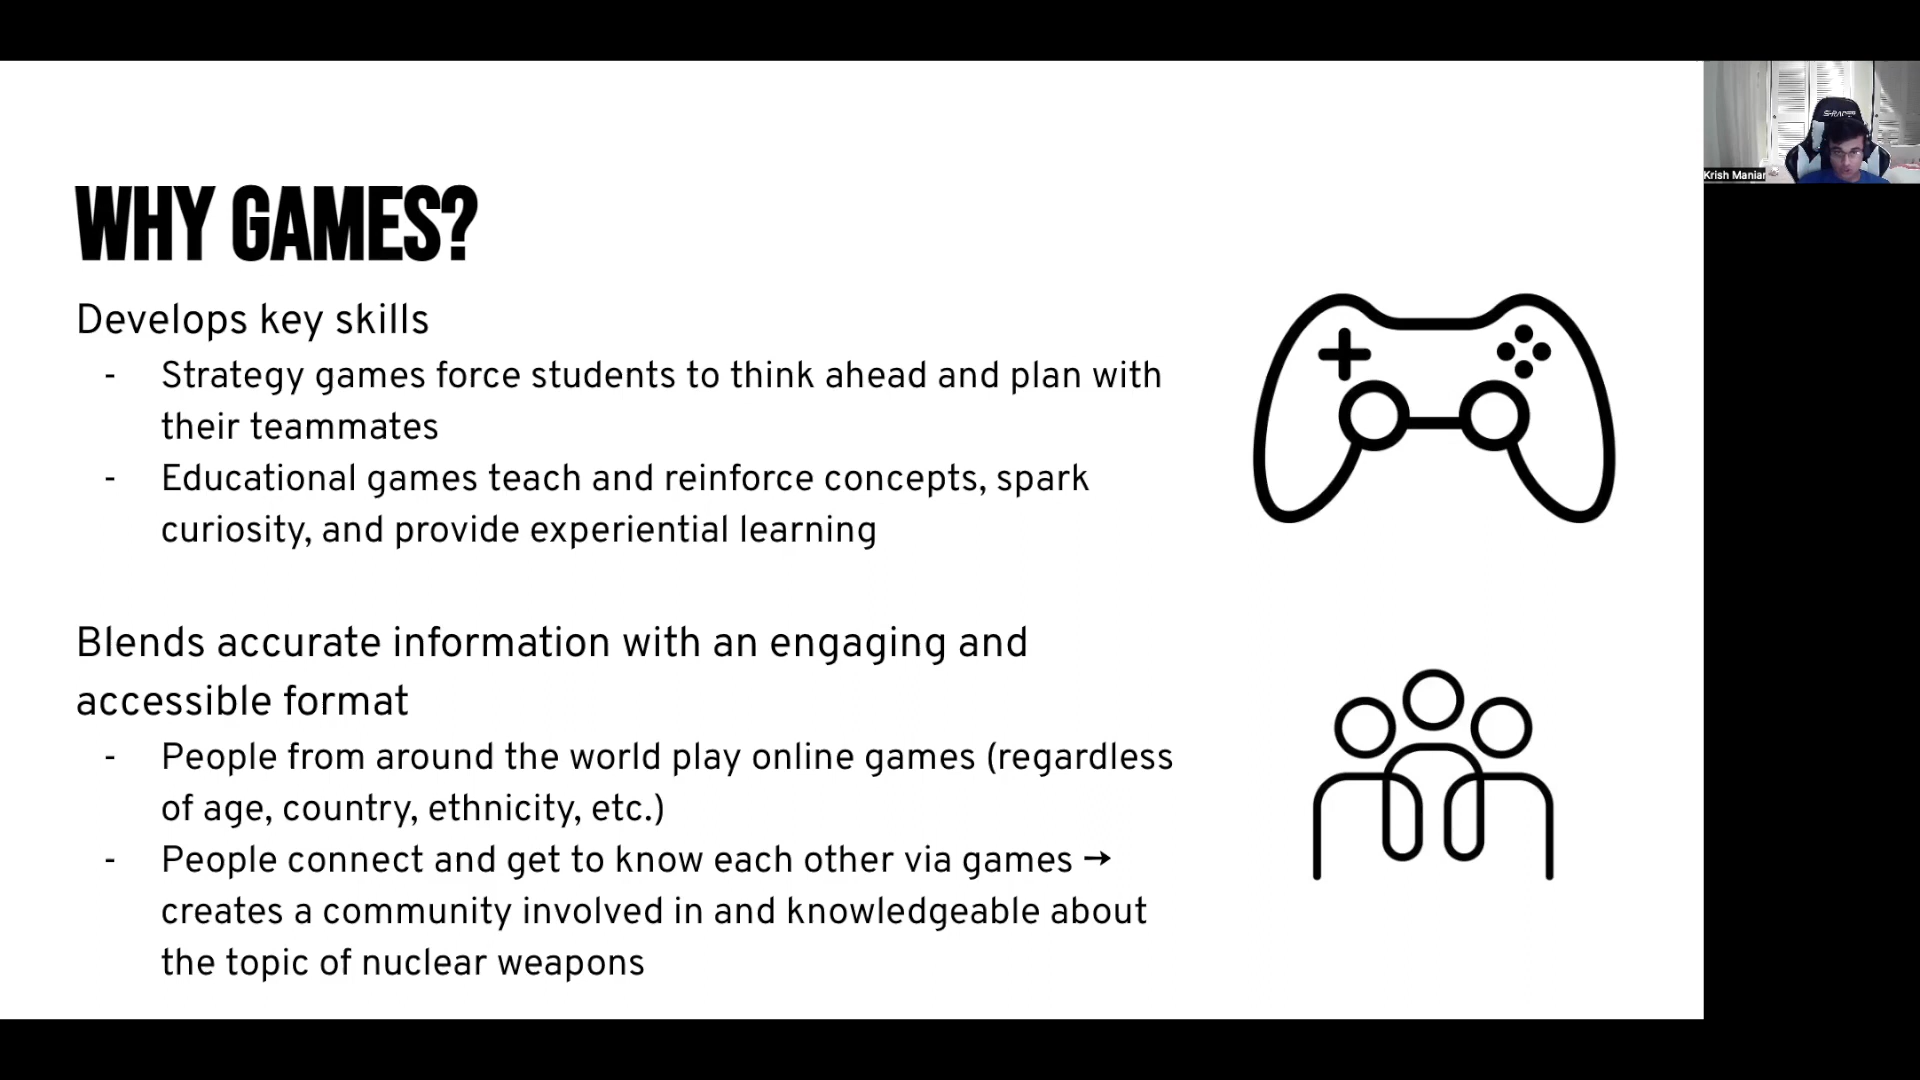 WHY GAMES?
Develops key skills
- Strategy games force students to think ahead and plan with
their teammates
- Educational games teach and reinforce concepts, spark
curiosity, and provide experiential learning
Blends accurate information with an engaging and
accessible format
- People from around the world play online games (regardless
of age, country, ethnicity, etc.)
- People connect and get to know each other via games →
creates a community involved in and knowledgeable about
the topic of nuclear weapons
Krish Maniar